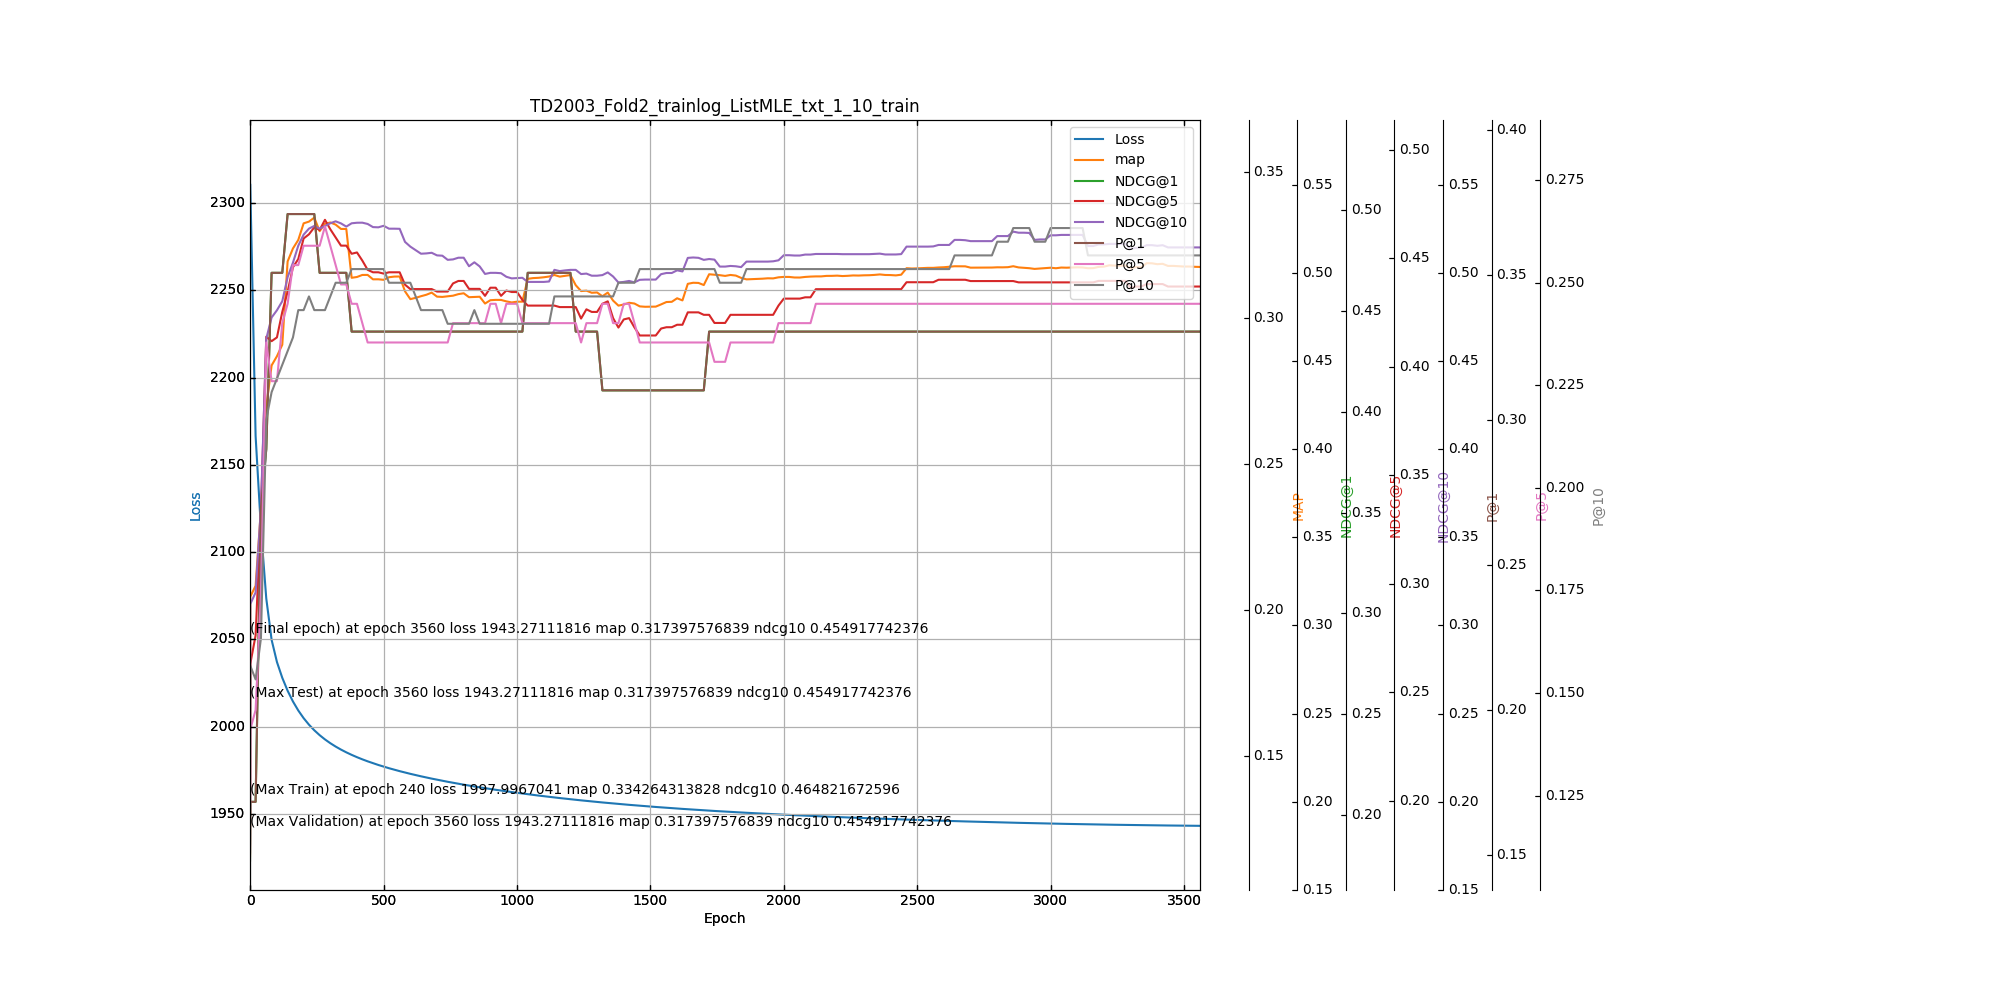 TD2003_Fold2_trainlog_ListMLE_txt_1_10_train
Loss
map
NDCG@1
NDCG@5
NDCG@10
P@1
P@5
P@10
2300
2250
2200
2150
2100
2050
2000
1950
Loss
(Final epoch) at epoch 3560 loss 1943.27111816 map 0.317397576839 ndcg10 0.454917742376
(Max Test) at epoch 3560 loss 1943.27111816 map 0.317397576839 ndcg10 0.454917742376
(Max Train) at epoch 240 loss 1997.9967041 map 0.334264313828 ndcg10 0.464821672596
(Max Validation) at epoch 3560 loss 1943.27111816 map 0.317397576839 ndcg10 0.454917742376
0 500 1000 1500 2000 2500 3000 3500
Epoch
0.35
0.30
0.25
0.20
0.15
MAP
0.55
0.50
0.45
0.40
0.35
0.30
0.25
0.20
0.15
NDCG@1
0.50
0.45
0.40
0.35
0.30
0.25
0.20
NDCG@5
0.50
0.45
0.40
0.35
0.30
0.25
0.20
NDCG@10
0.55
0.50
0.45
0.40
0.35
0.30
0.25
0.20
0.15
P@1
0.40
0.35
0.30
0.25
0.20
0.15
P@5
0.275
0.250
0.225
0.200
0.175
0.150
0.125
P@10